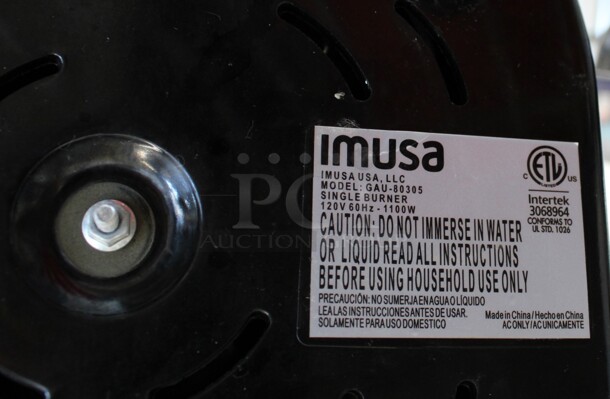 ImUSA
IMUSA USA, LLC
MODEL: GAU-80305
SINGLE BURNER
120V 60Hz - 1100W
CAUTION: DO NOT IMMERSE IN WATER
OR LIQUID READ ALL INSTRUCTIONS
BEFORE USING HOUSEHOLD USE ONLY
PRECAUCIÓN: NO SUMERJA EN AGUA O LÍQUIDO
LEA LAS INSTRUCCIONES ANTES DE USAR.
SOLAMENTE PARA USO DOMESTICO
C ETL US
Intertek
3068964
CONFORMS TO
UL STD. 1026
Made in China / Hecho en China
AC ONLY / AC UNICAMENTE